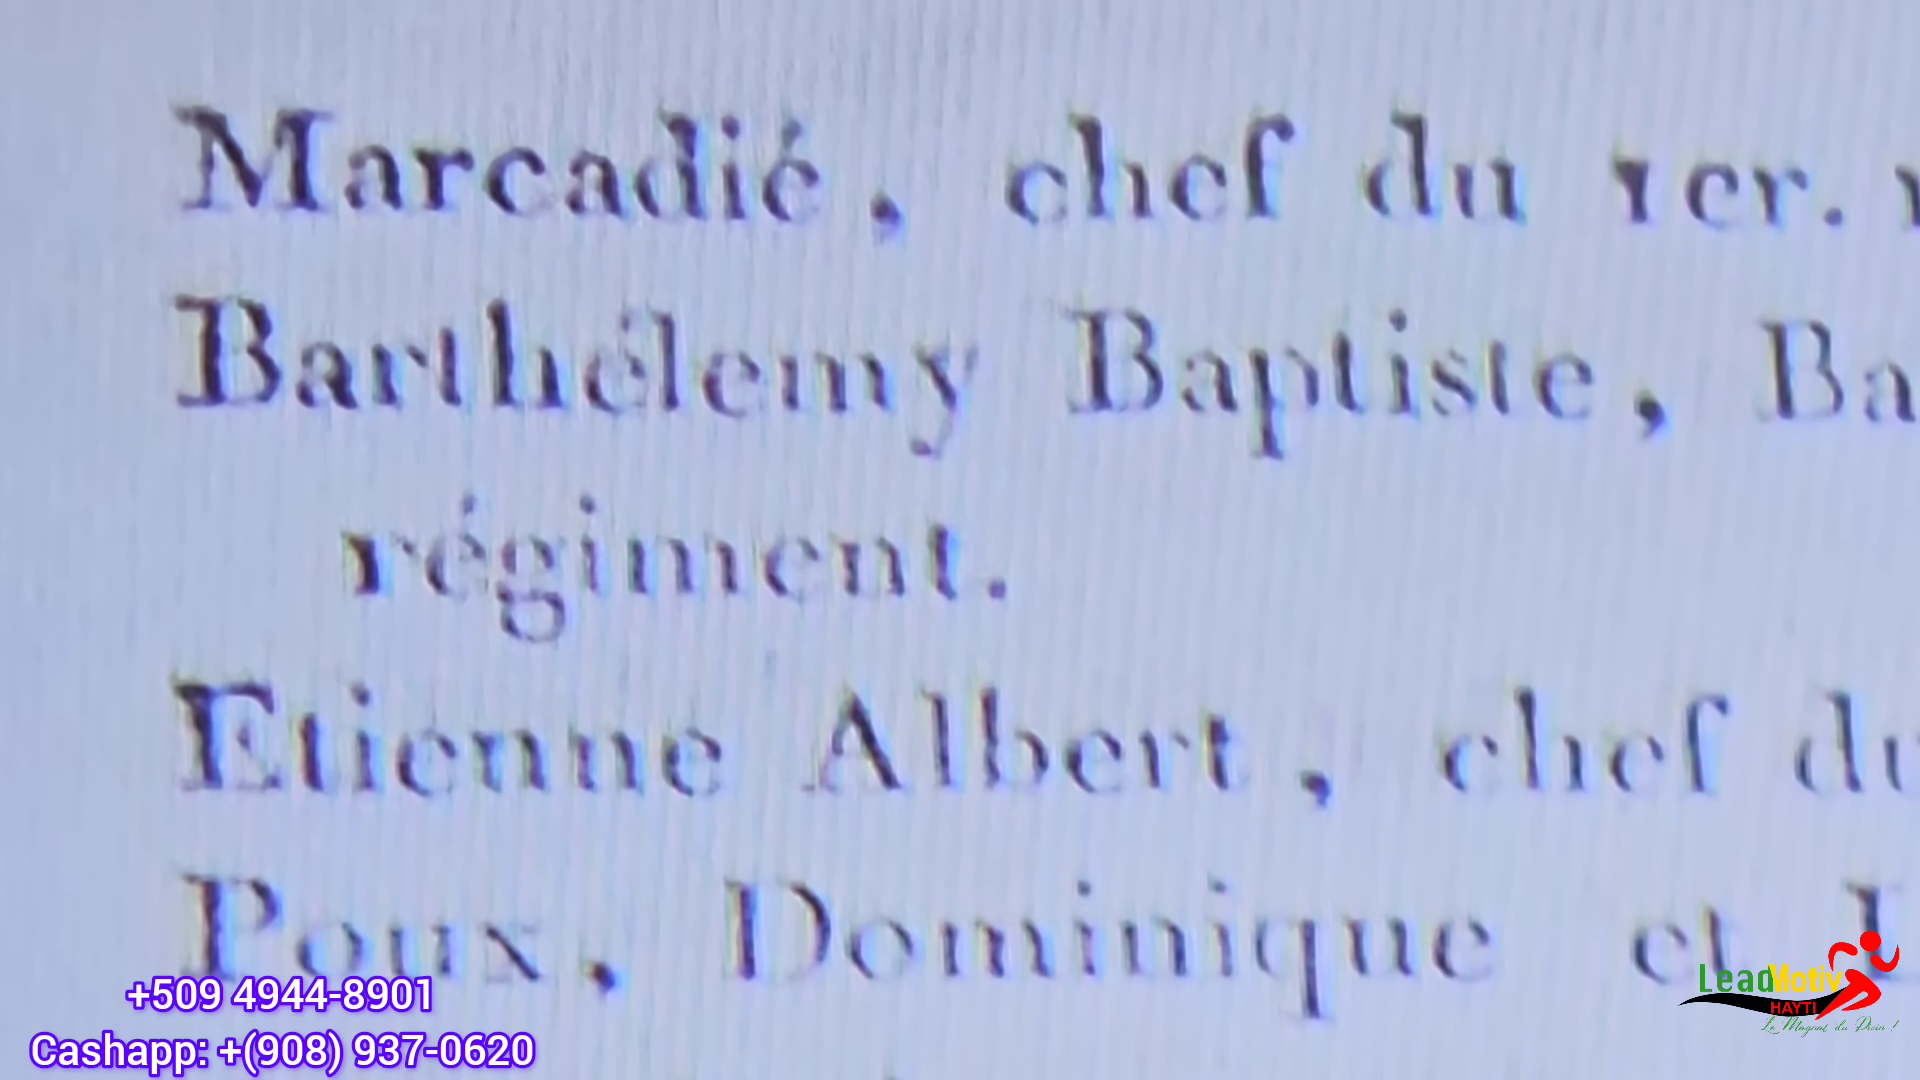 Marcadié, chef du 1er.
Barthélemy Baptiste, Ba
régiment.
Etienne Albert, chef du
Poux, Dominique et L
+509 4944-8901
Cashapp: +(908) 937-0620
LeadMotiv
HAYTI